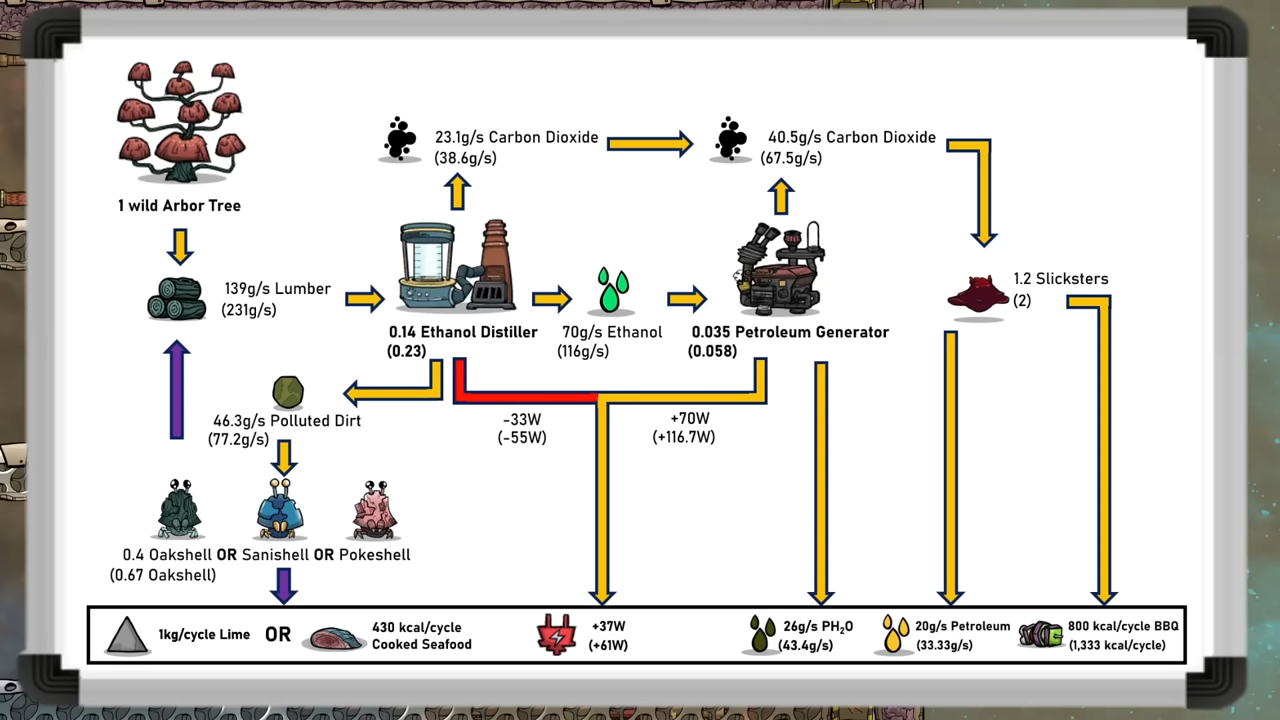 23.1g/s Carbon Dioxide
(38.6g/s)
40.5g/s Carbon Dioxide
(67.5g/s)
1 wild Arbor Tree
139g/s Lumber
(231g/s)
0.14 Ethanol Distiller
(0.23)
70g/s Ethanol
(116g/s)
0.035 Petroleum Generator
(0.058)
1.2 Slicksters
(2)
46.3g/s Polluted Dirt
(77.2g/s)
-33W
(-55W)
+70W
(+116.7W)
0.4 Oakshell OR Sanishell OR Pokeshell
(0.67 Oakshell)
1kg/cycle Lime OR
430 kcal/cycle
Cooked Seafood
+37W
(+61W)
26g/s PH₂O
(43.4g/s)
20g/s Petroleum
(33.33g/s)
800 kcal/cycle BBQ
(1,333 kcal/cycle)